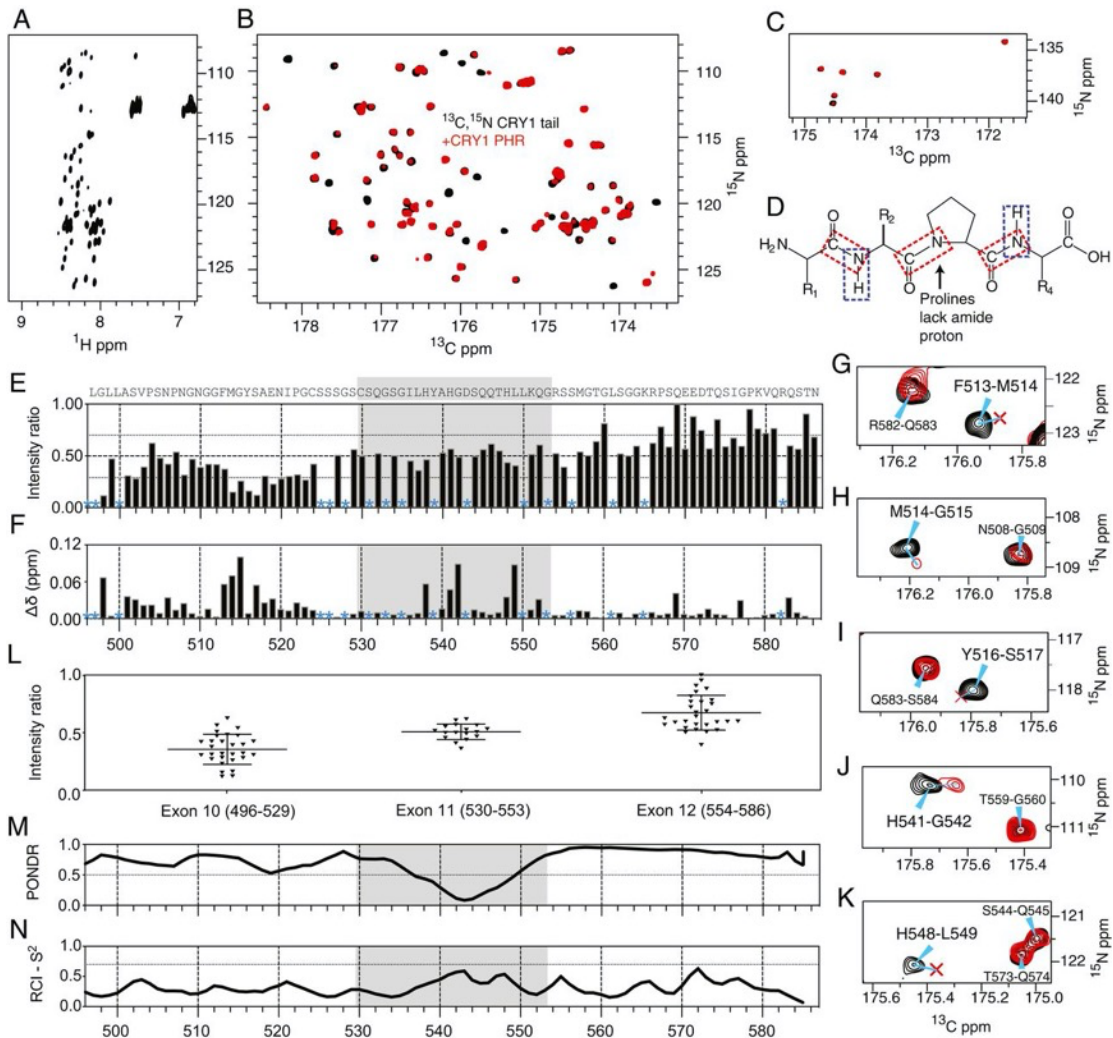 A
110
115
120
125
9
8
7
¹H ppm
B
110
115
120
125
¹⁵N ppm
¹³C,¹⁵N CRY1 tail
+CRY1 PHR
178
177
176
175
174
¹³C ppm
C
135
140
¹⁵N ppm
175
174
173
172
¹³C ppm
D
H₂N
R₁
O
N
H
R₂
O
N
O
H
N
R₄
O
OH
Prolines
lack amide
proton
E
LGLLASVPSNPNGNGGFMGYSAENIPGCSSSGSCSQGSGILHYAHGDSQQTHLLKQGRSSMGTGLSGGKRPSQEEDTQSIGPKVQRQSTN
Intensity ratio
1.00
0.50
0.00
F
Δδ (ppm)
0.12
0.06
0
500
510
520
530
540
550
560
570
580
L
Intensity ratio
1.0
0.5
0.0
Exon 10 (496-529)
Exon 11 (530-553)
Exon 12 (554-586)
M
PONDR
1.0
0.5
0.0
N
RCI - S²
1.0
0.5
0.0
500
510
520
530
540
550
560
570
580
G
F513-M514
R582-Q583
122
123
¹⁵N ppm
176.2
176.0
175.8
H
M514-G515
N508-G509
108
109
¹⁵N ppm
176.2
176.0
175.8
I
Y516-S517
Q583-S584
117
118
¹⁵N ppm
176.0
175.8
175.6
J
T559-G560
H541-G542
110
111
¹⁵N ppm
175.8
175.6
175.4
K
S544-Q545
H548-L549
T573-Q574
121
122
¹⁵N ppm
175.6
175.4
175.2
175.0
¹³C ppm